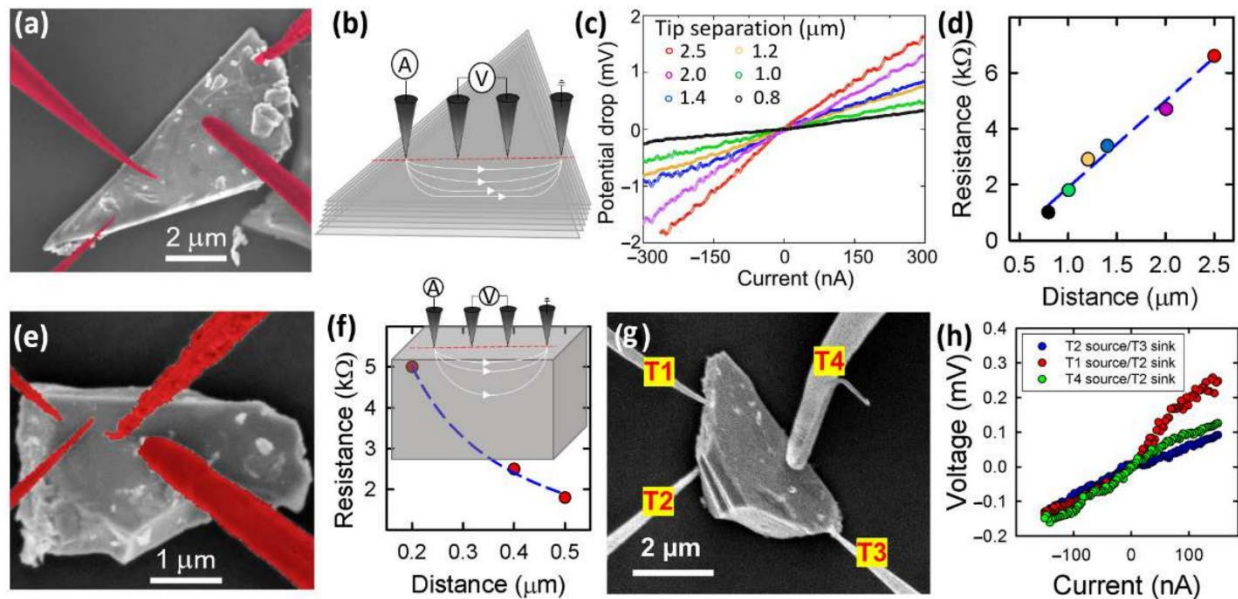 (a)
2 μm
(b)
A
V
(c)
Potential drop (mV)
2
1
0
−1
−2
Tip separation (μm)
2.5 1.2
2.0 1.0
1.4 0.8
-300 -150 0 150 300
Current (nA)
(d)
Resistance (kΩ)
6
4
2
0
0.5 1.0 1.5 2.0 2.5
Distance (μm)
(e)
1 μm
(f)
A
V
Resistance (kΩ)
5
4
3
2
0.2 0.3 0.4 0.5
Distance (μm)
(g)
T1
T4
T2
T3
2 μm
(h)
Voltage (mV)
0.4
0.3
0.2
0.1
0.0
−0.1
−0.2
T2 source/T3 sink
T1 source/T2 sink
T4 source/T2 sink
−100 0 100
Current (nA)